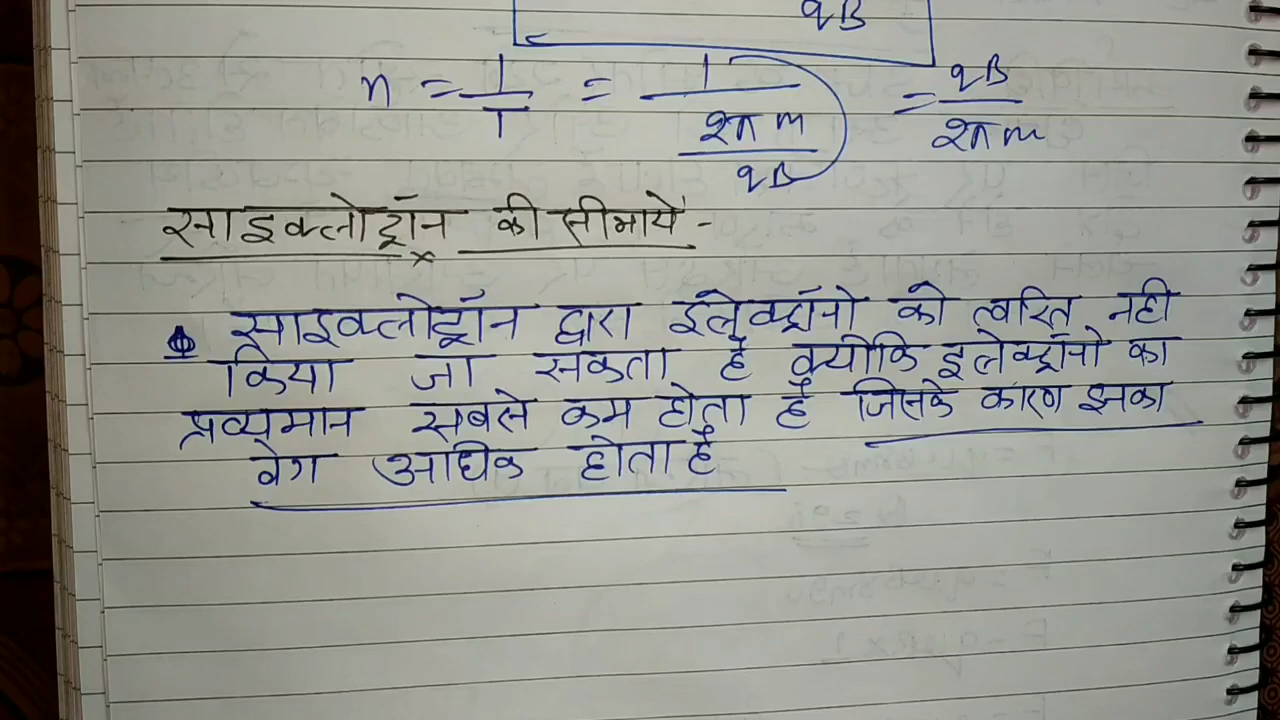 qB
n = 1/T = 1/(2πm/qB) = qB/2πm
साइक्लोट्रॉन की सीमाये -
साइक्लोट्रॉन द्वारा इलेक्ट्रॉनो को त्वरित नही
किया जा सकता है क्योकि इलेक्ट्रॉनो का
प्रव्यमान सबसे कम होता है जिसके कारण इसका
वेग अधिक होता है